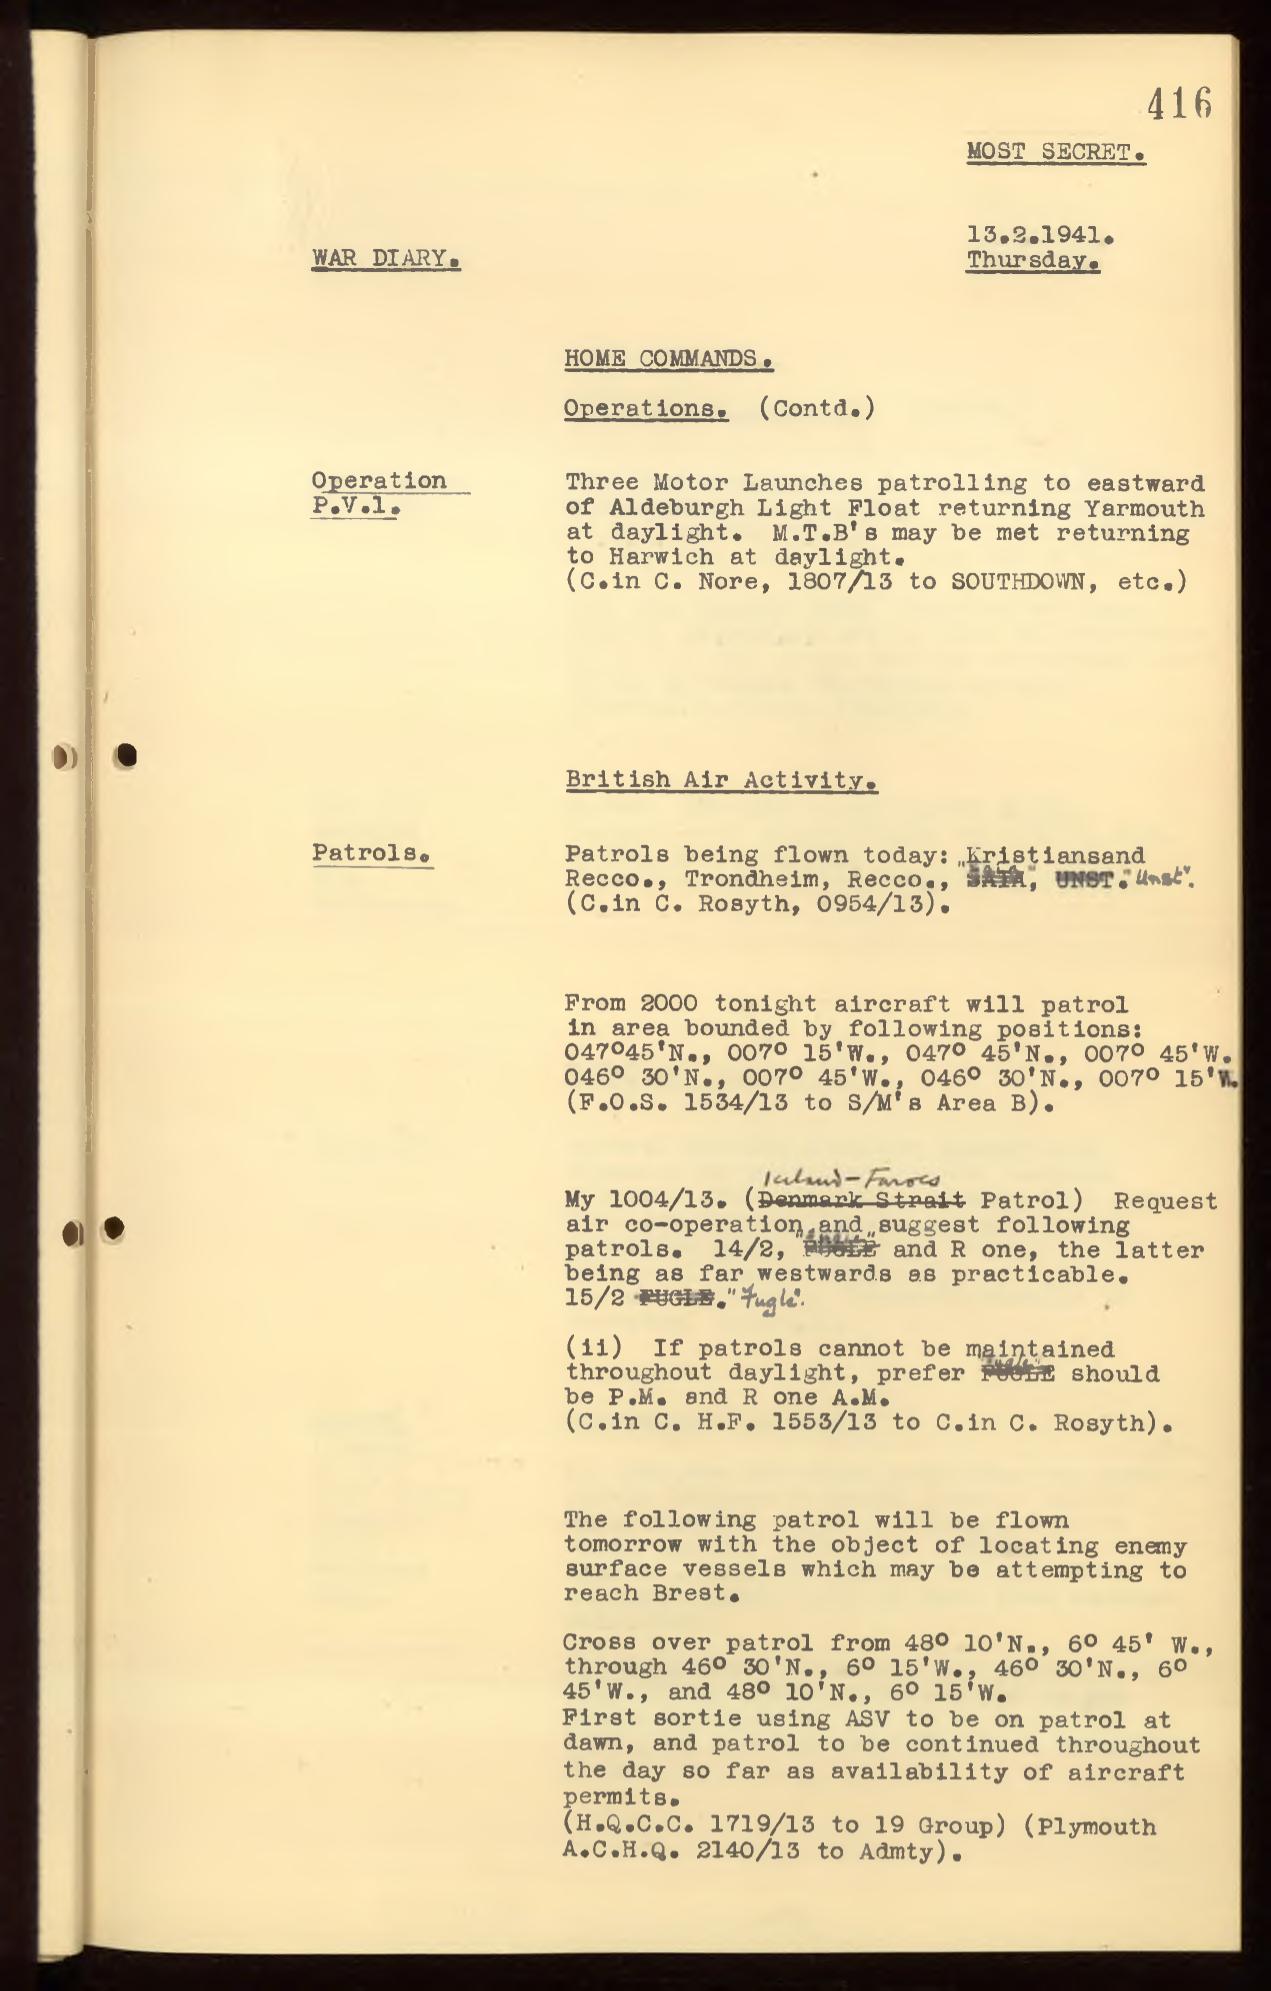 416
MOST SECRET.
13.2.1941.
Thursday.
WAR DIARY.
HOME COMMANDS.
Operations. (Contd.)
Operation
P.V.1.
Three Motor Launches patrolling to eastward
of Aldeburgh Light Float returning Yarmouth
at daylight. M.T.B's may be met returning
to Harwich at daylight.
(C.in C. Nore, 1807/13 to SOUTHDOWN, etc.)
British Air Activity.
Patrols.
Patrols being flown today: Kristiansand
Recco., Trondheim, Recco., " ", UNST. "Unst".
(C.in C. Rosyth, 0954/13).
From 2000 tonight aircraft will patrol
in area bounded by following positions:
047°45'N., 007° 15'W., 047° 45'N., 007° 45'W.
046° 30'N., 007° 45'W., 046° 30'N., 007° 15'W.
(F.O.S. 1534/13 to S/M's Area B).
Iceland-Faroes
My 1004/13. (Denmark Strait Patrol) Request
air co-operation and suggest following
patrols. 14/2, "FUGLE" and R one, the latter
being as far westwards as practicable.
15/2 FUGLE. "Fugle".
(ii) If patrols cannot be maintained
throughout daylight, prefer FUGLE should
be P.M. and R one A.M.
(C.in C. H.F. 1553/13 to C.in C. Rosyth).
The following patrol will be flown
tomorrow with the object of locating enemy
surface vessels which may be attempting to
reach Brest.
Cross over patrol from 48° 10'N., 6° 45' W.,
through 46° 30'N., 6° 15'W., 46° 30'N., 6°
45'W., and 48° 10'N., 6° 15'W.
First sortie using ASV to be on patrol at
dawn, and patrol to be continued throughout
the day so far as availability of aircraft
permits.
(H.Q.C.C. 1719/13 to 19 Group) (Plymouth
A.C.H.Q. 2140/13 to Admty).